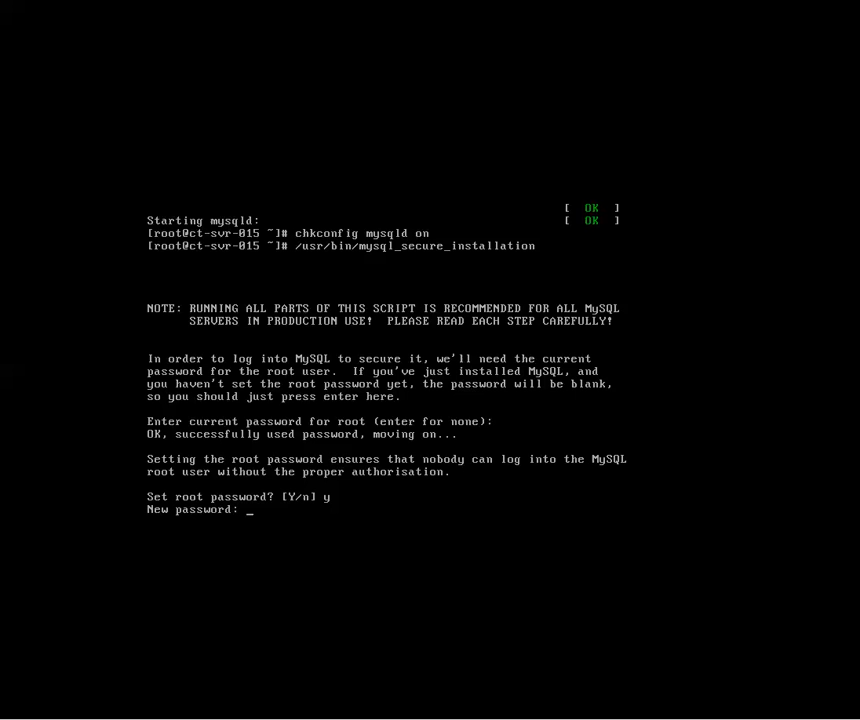 [ OK ]
Starting mysqld: [ OK ]
[root@ct-svr-015 ~]# chkconfig mysqld on
[root@ct-svr-015 ~]# /usr/bin/mysql_secure_installation
NOTE: RUNNING ALL PARTS OF THIS SCRIPT IS RECOMMENDED FOR ALL MySQL
SERVERS IN PRODUCTION USE! PLEASE READ EACH STEP CAREFULLY!
In order to log into MySQL to secure it, we'll need the current
password for the root user. If you've just installed MySQL, and
you haven't set the root password yet, the password will be blank,
so you should just press enter here.
Enter current password for root (enter for none):
OK, successfully used password, moving on...
Setting the root password ensures that nobody can log into the MySQL
root user without the proper authorisation.
Set root password? [Y/n] y
New password: _